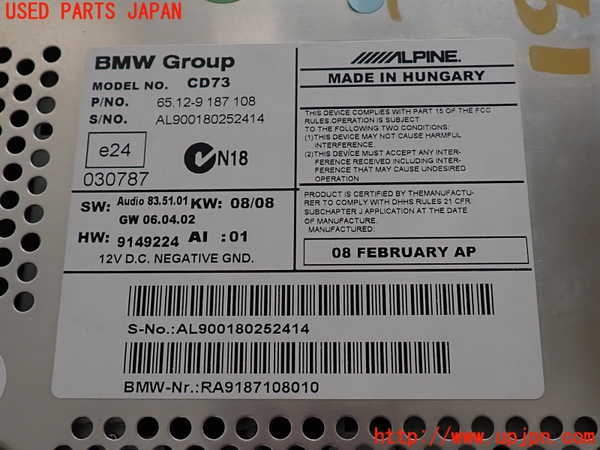 USED PARTS JAPAN
BMW Group
MODEL NO. CD73
P/NO. 65.12-9 187 108
S/NO. AL900180252414
e24
N18
030787
SW: Audio 83.51.01 KW: 08/08
GW 06.04.02
HW: 9149224 AI :01
12V D.C. NEGATIVE GND.
ALPINE.
MADE IN HUNGARY
THIS DEVICE COMPLIES WITH PART 15 OF THE FCC
RULES.OPERATION IS SUBJECT
TO THE FOLLOWING TWO CONDITIONS:
(1)THIS DEVICE MAY NOT CAUSE HARMFUL
INTERFERENCE.
(2)THIS DEVICE MUST ACCEPT ANY INTER-
FERENCE RECEIVED INCLUDING INTER-
FERENCE THAT MAY CAUSE UNDESIRED
OPERATION.
PRODUCT IS CERTIFIED BY THEMANUFACTU-
RER TO COMPLY WITH DHHS RULES 21 CFR
SUBCHAPTER J APPLICATION AT THE DATE
OF MANUFACTURE.
MANUFACTURED:
08 FEBRUARY AP
S-No.:AL900180252414
BMW-Nr.:RA9187108010
http://www.upjpn.com/